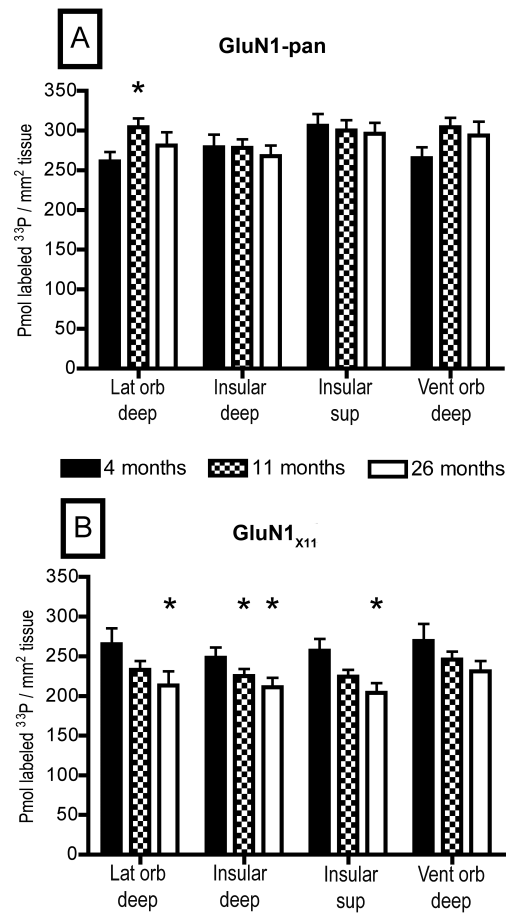 A
GluN1-pan
Pmol labeled ³³P / mm² tissue
350
300
250
200
150
100
50
0
*
Lat orb deep
Insular deep
Insular sup
Vent orb deep
4 months
11 months
26 months
B
GluN1X11
Pmol labeled ³³P / mm² tissue
350
300
250
200
150
100
50
0
* * * *
Lat orb deep
Insular deep
Insular sup
Vent orb deep